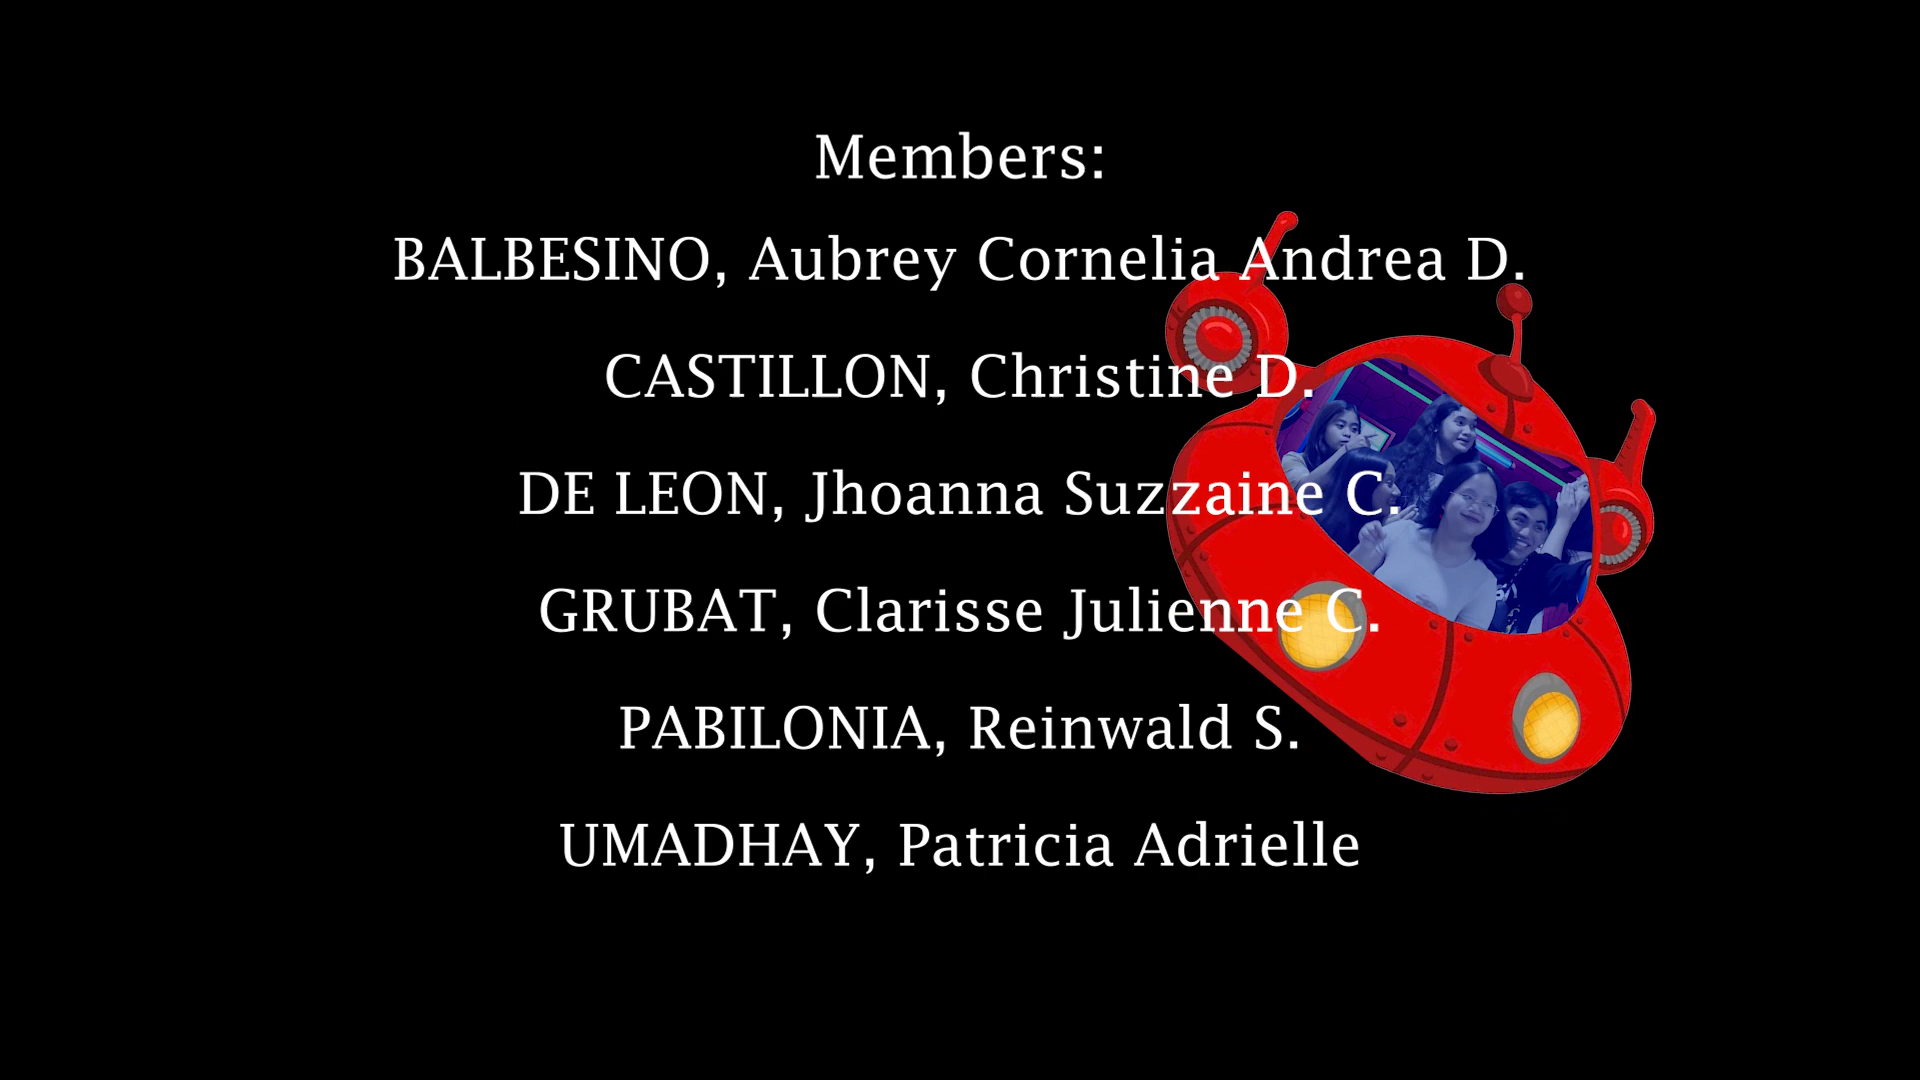 Members:
BALBESINO, Aubrey Cornelia Andrea D.
CASTILLON, Christine D.
DE LEON, Jhoanna Suzzaine C.
GRUBAT, Clarisse Julienne C.
PABILONIA, Reinwald S.
UMADHAY, Patricia Adrielle